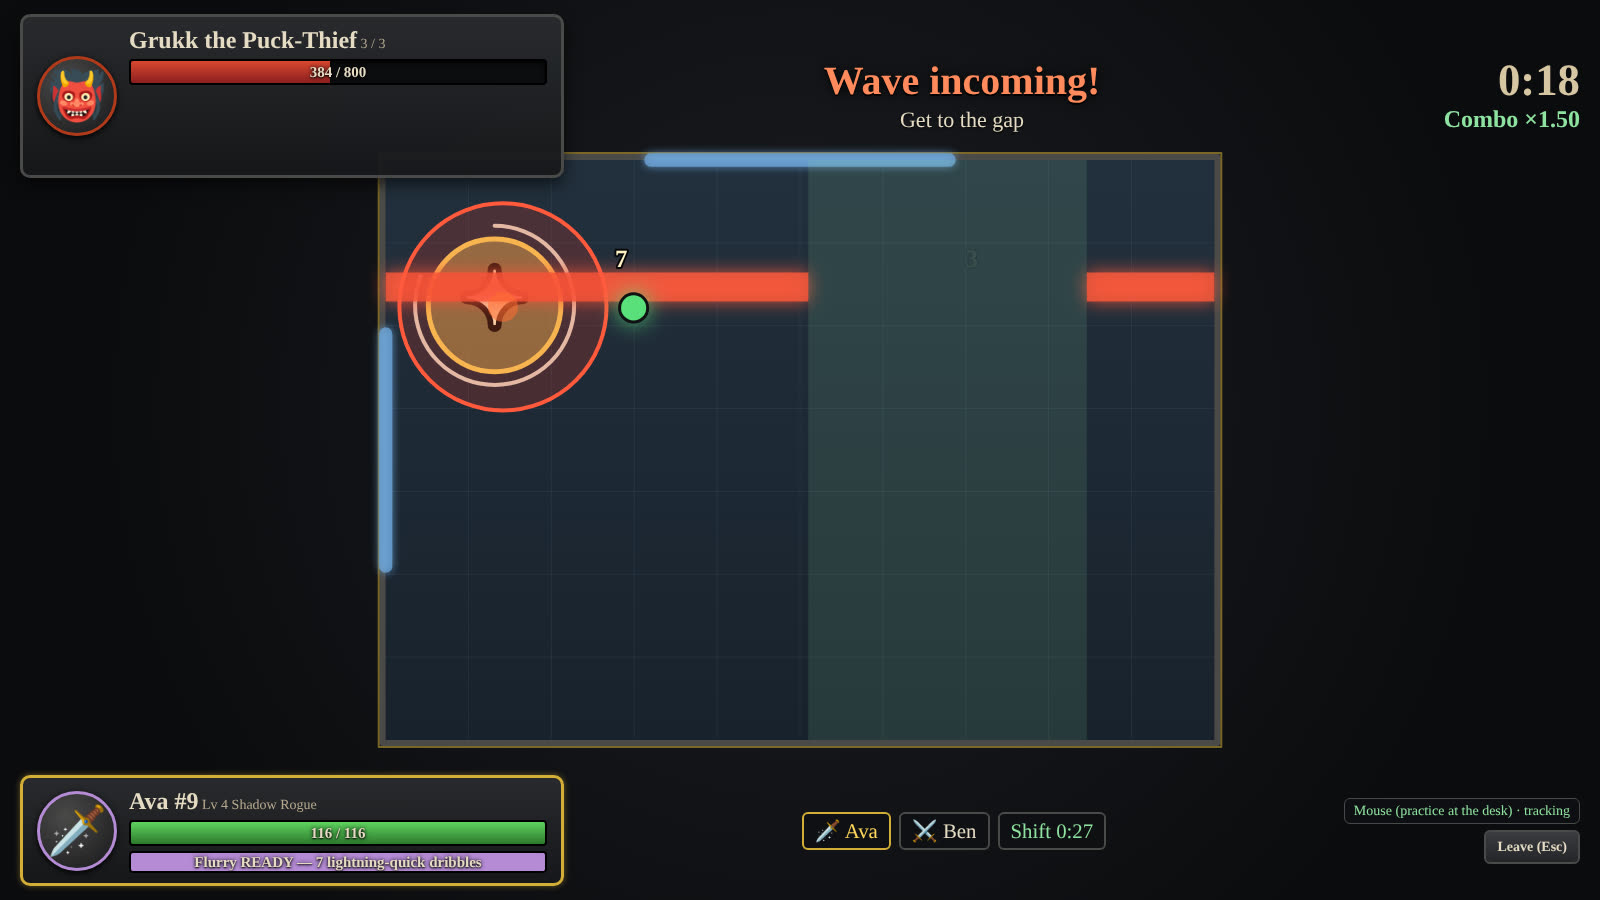 Grukk the Puck-Thief 3 / 3
384 / 800
Wave incoming!
Get to the gap
0:18
Combo ×1.50
7
3
Ava #9 Lv 4 Shadow Rogue
116 / 116
Flurry READY — 7 lightning-quick dribbles
Ava
Ben
Shift 0:27
Mouse (practice at the desk) · tracking
Leave (Esc)